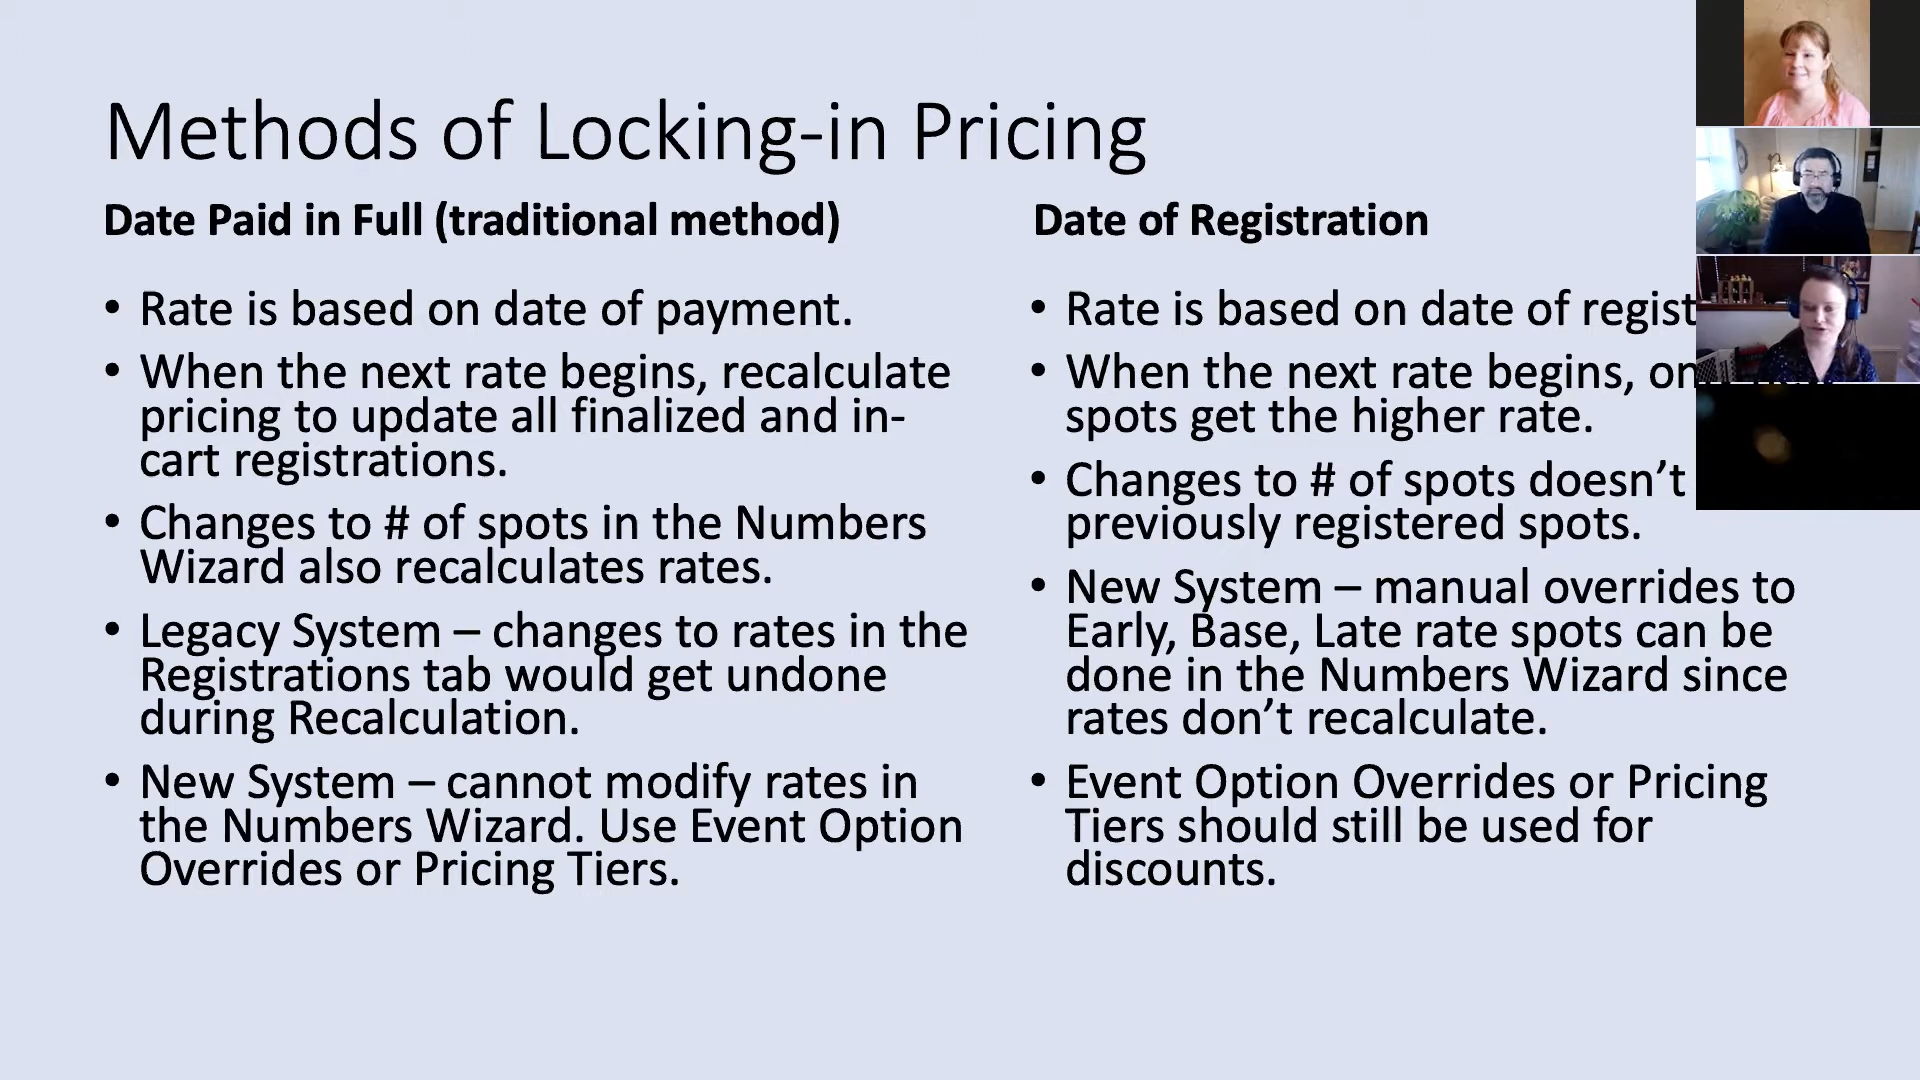 Methods of Locking-in Pricing
Date Paid in Full (traditional method)
• Rate is based on date of payment.
• When the next rate begins, recalculate
pricing to update all finalized and in-
cart registrations.
• Changes to # of spots in the Numbers
Wizard also recalculates rates.
• Legacy System – changes to rates in the
Registrations tab would get undone
during Recalculation.
• New System – cannot modify rates in
the Numbers Wizard. Use Event Option
Overrides or Pricing Tiers.
Date of Registration
• Rate is based on date of
• When the next rate begins,
spots get the higher rate.
• Changes to # of spots doesn’t
previously registered spots.
• New System – manual overrides to
Early, Base, Late rate spots can be
done in the Numbers Wizard since
rates don’t recalculate.
• Event Option Overrides or Pricing
Tiers should still be used for
discounts.